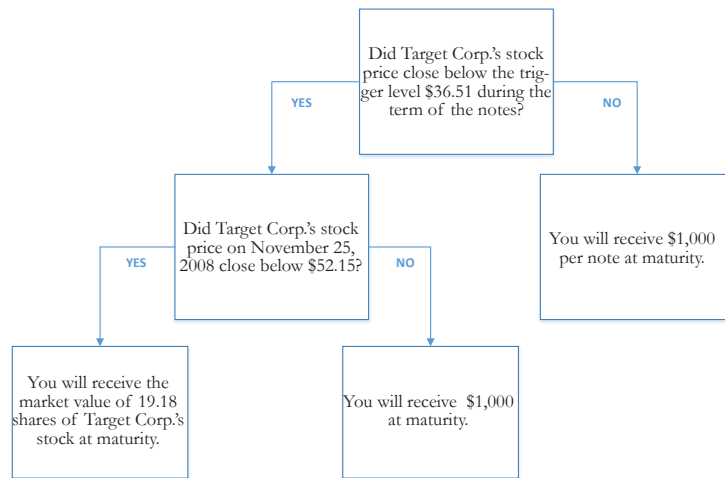 Did Target Corp.'s stock
price close below the trig-
ger level $36.51 during the
term of the notes?
YES
NO
Did Target Corp.'s stock
price on November 25,
2008 close below $52.15?
You will receive $1,000
per note at maturity.
YES
NO
You will receive the
market value of 19.18
shares of Target Corp.'s
stock at maturity.
You will receive $1,000
at maturity.